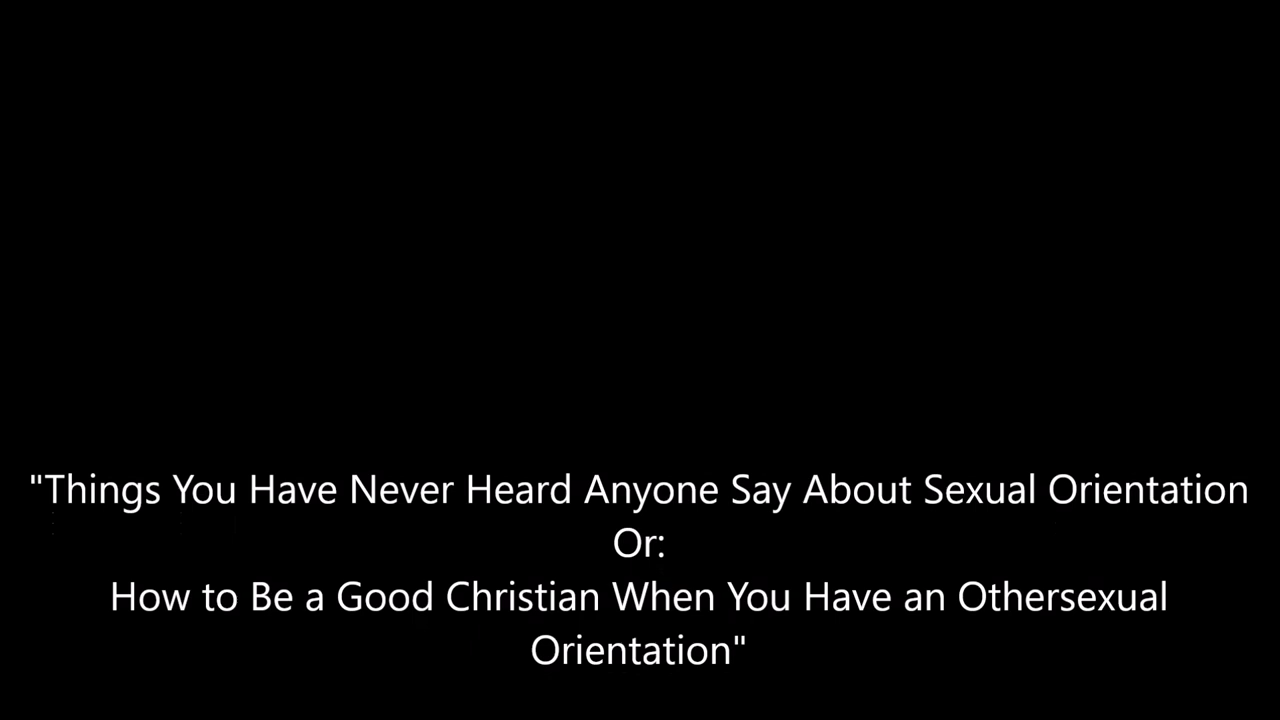 "Things You Have Never Heard Anyone Say About Sexual Orientation
Or:
How to Be a Good Christian When You Have an Othersexual
Orientation"